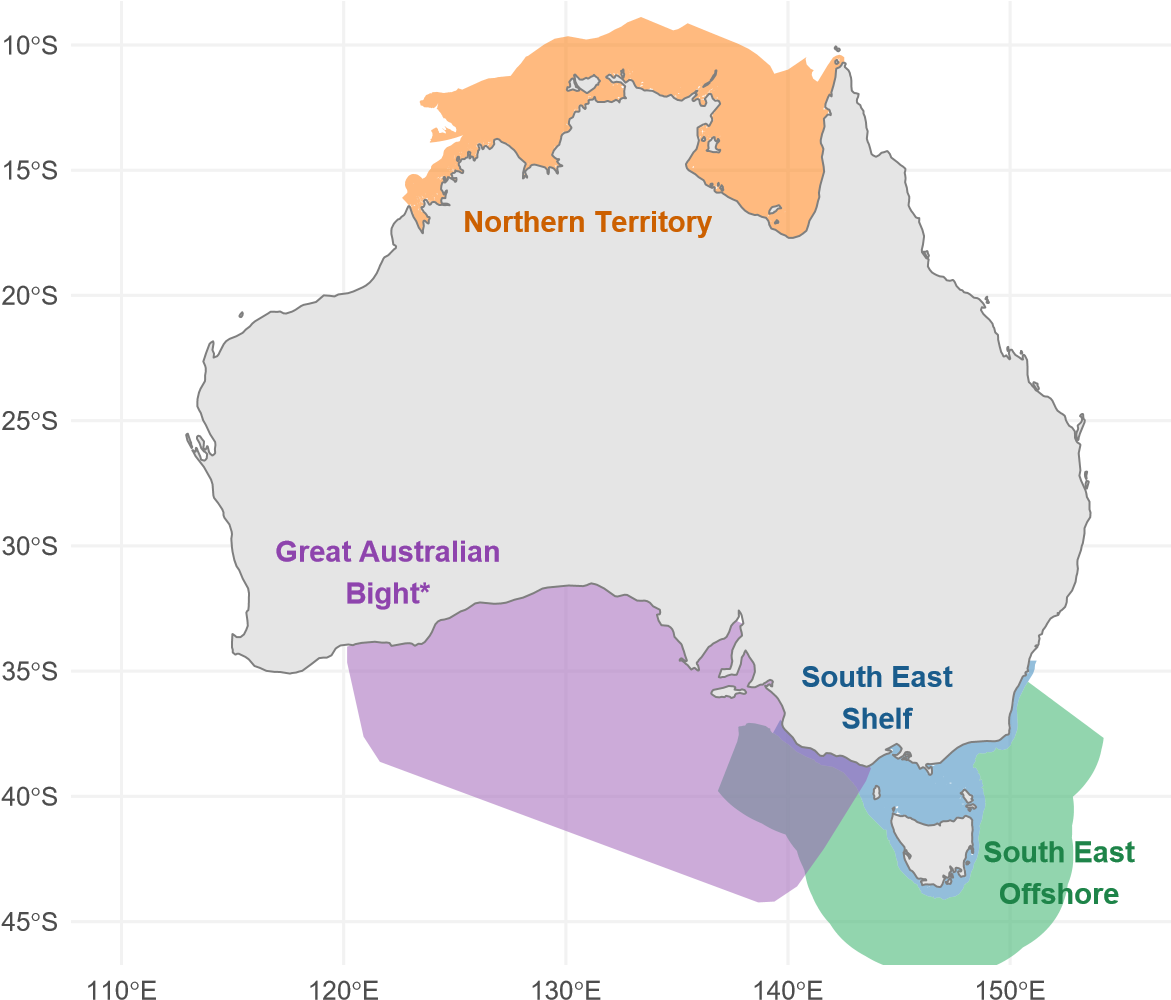 10°S
15°S
Northern Territory
20°S
25°S
30°S
Great Australian
Bight*
35°S
South East
Shelf
40°S
South East
Offshore
45°S
110°E
120°E
130°E
140°E
150°E